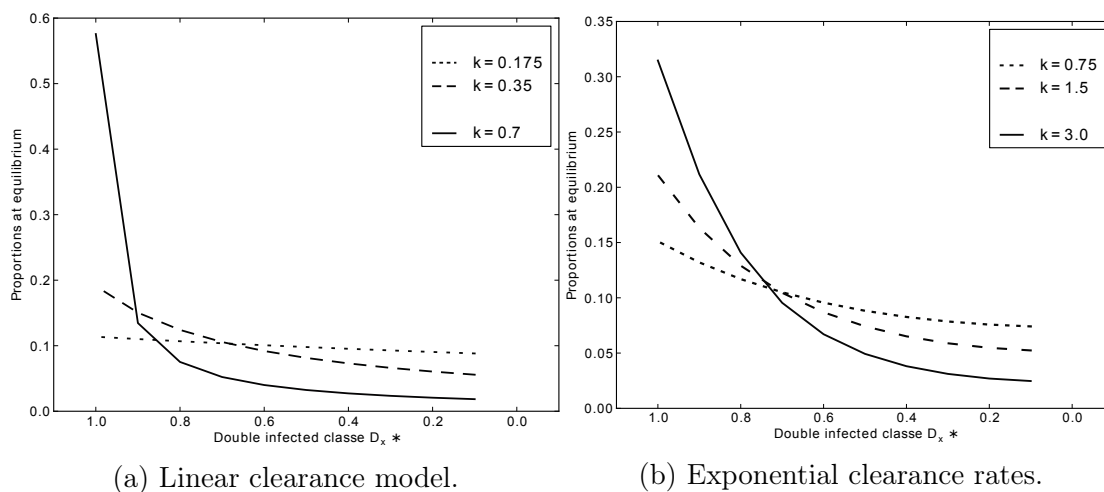 0.6
0.5
0.4
0.3
0.2
0.1
0.0
Proportions at equilibrium
k = 0.175
k = 0.35
k = 0.7
1.0 0.8 0.6 0.4 0.2 0.0
Double infected classe Dx *
(a) Linear clearance model.
0.35
0.30
0.25
0.20
0.15
0.10
0.05
0.00
Proportions at equilibrium
k = 0.75
k = 1.5
k = 3.0
1.0 0.8 0.6 0.4 0.2 0.0
Double infected classe Dx *
(b) Exponential clearance rates.